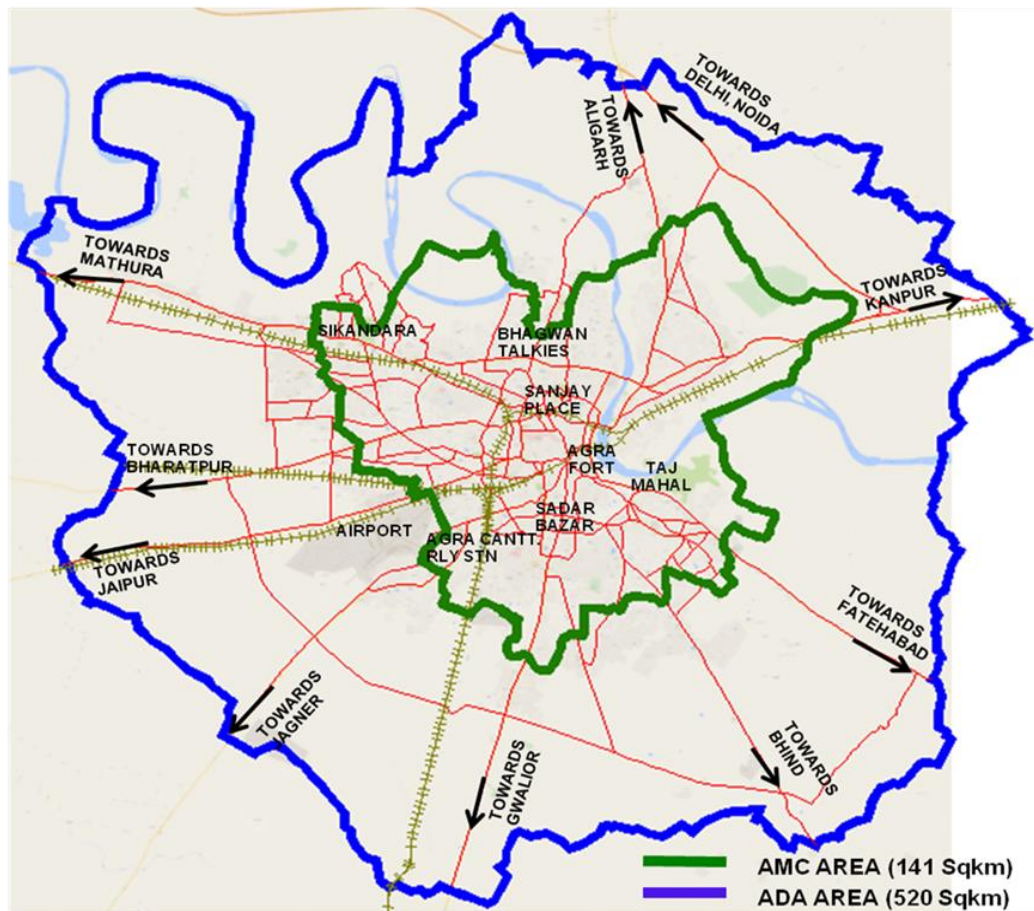 TOWARDS
DELHI, NOIDA
TOWARDS
ALIGARH
TOWARDS
MATHURA
TOWARDS
KANPUR
SIKANDARA
BHAGWAN
TALKIES
SANJAY
PLACE
TOWARDS
BHARATPUR
AGRA
FORT
TAJ
MAHAL
AIRPORT
SADAR
BAZAR
AGRA CANTT.
RLY STN
TOWARDS
JAIPUR
TOWARDS
FATEHABAD
TOWARDS
JAGNER
TOWARDS
GWALIOR
TOWARDS
BHIND
AMC AREA (141 Sqkm)
ADA AREA (520 Sqkm)